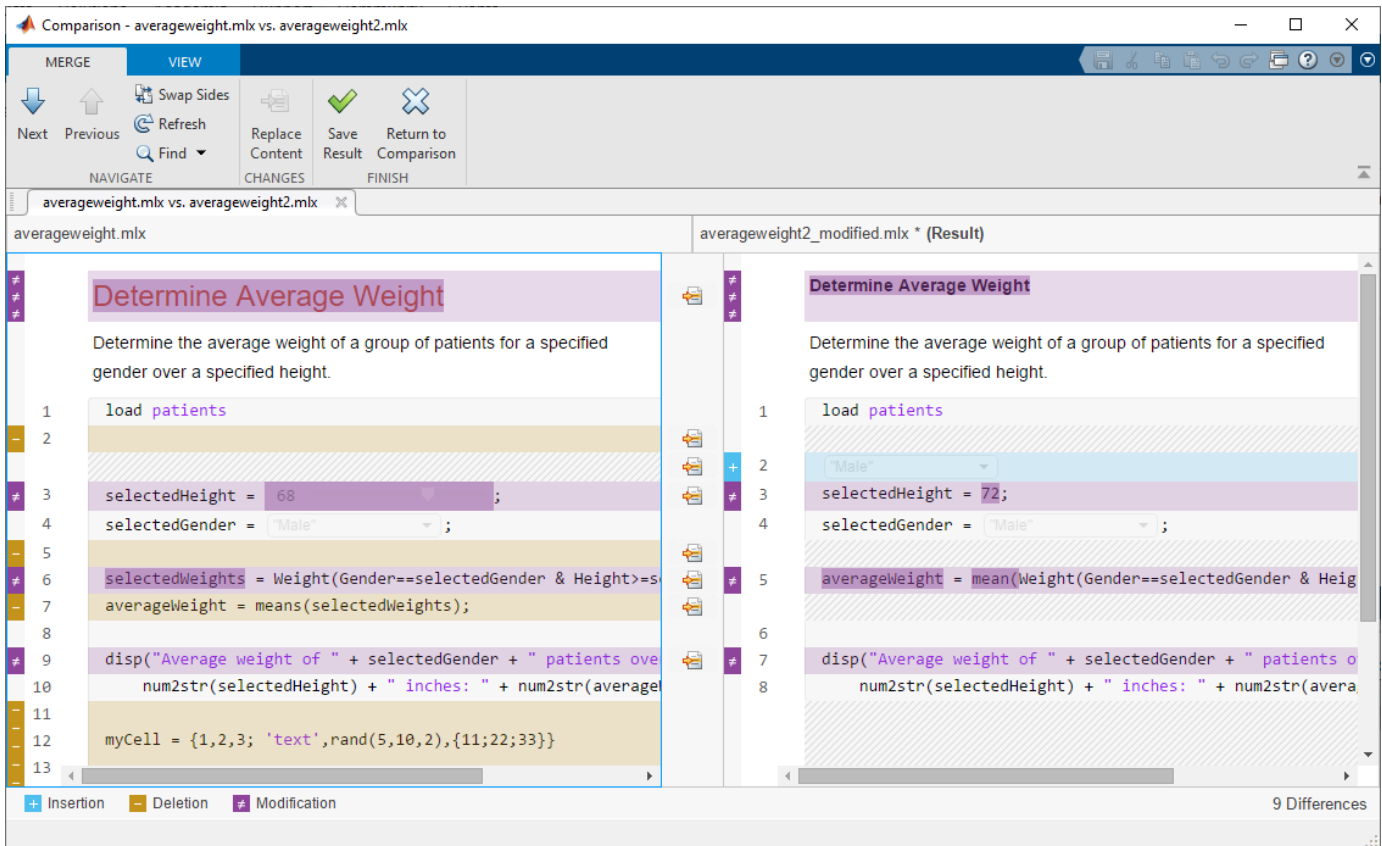 Comparison - averageweight.mlx vs. averageweight2.mlx
MERGE VIEW
Next Previous Swap Sides Refresh Find Replace Content Save Result Return to Comparison
NAVIGATE CHANGES FINISH
averageweight.mlx vs. averageweight2.mlx
averageweight.mlx
Determine Average Weight
Determine the average weight of a group of patients for a specified
gender over a specified height.
1 load patients
2
3 selectedHeight = 68 ;
4 selectedGender = "Male" ;
5
6 selectedWeights = Weight(Gender==selectedGender & Height>=s
7 averageWeight = means(selectedWeights);
8
9 disp("Average weight of " + selectedGender + " patients ove
10 num2str(selectedHeight) + " inches: " + num2str(average
11
12 myCell = {1,2,3; 'text',rand(5,10,2),{11;22;33}}
13
averageweight2_modified.mlx * (Result)
Determine Average Weight
Determine the average weight of a group of patients for a specified
gender over a specified height.
1 load patients
2 "Male"
3 selectedHeight = 72;
4 selectedGender = "Male" ;
5 averageWeight = mean(Weight(Gender==selectedGender & Heig
6
7 disp("Average weight of " + selectedGender + " patients o
8 num2str(selectedHeight) + " inches: " + num2str(avera
+ Insertion − Deletion ≠ Modification
9 Differences